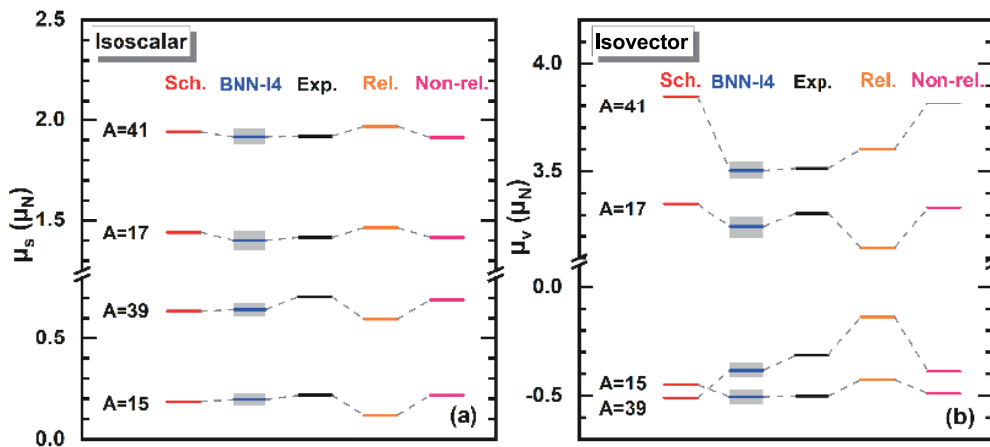 Isoscalar
Sch. BNN-I4 Exp. Rel. Non-rel.
2.5
2.0
1.5
0.5
0.0
μs (μN)
A=41
A=17
A=39
A=15
(a)
Isovector
Sch. BNN-I4 Exp. Rel. Non-rel.
4.0
3.5
0.0
-0.5
μv (μN)
A=41
A=17
A=15
A=39
(b)